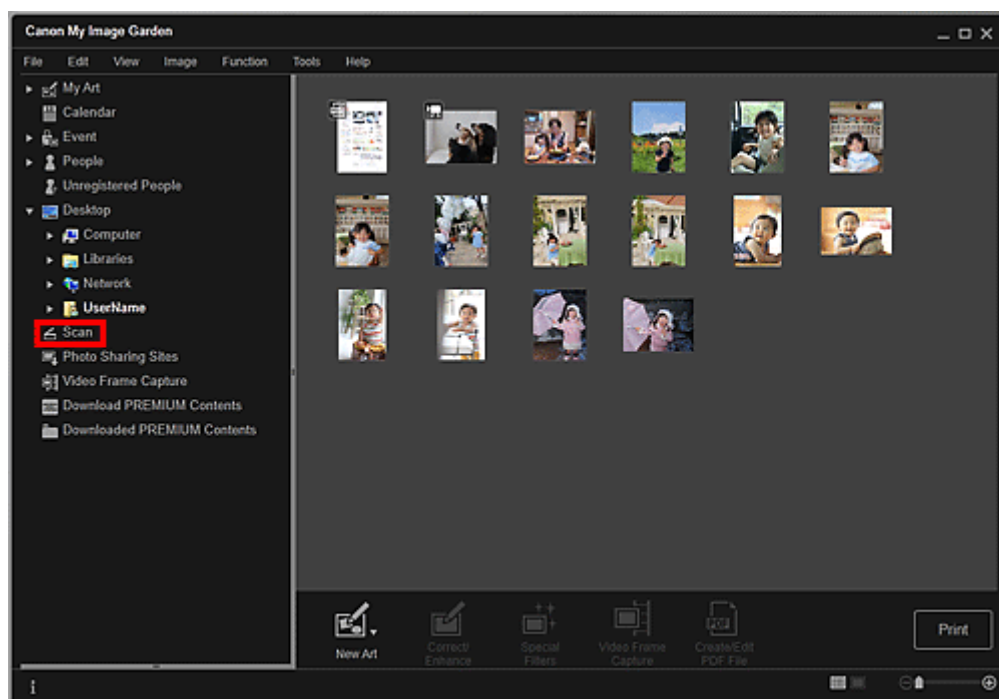 Canon My Image Garden
File Edit View Image Function Tools Help
My Art
Calendar
Event
People
Unregistered People
Desktop
Computer
Libraries
Network
UserName
Scan
Photo Sharing Sites
Video Frame Capture
Download PREMIUM Contents
Downloaded PREMIUM Contents
New Art
Correct/
Enhance
Special
Filters
Video Frame
Capture
PDF
Create/Edit
PDF File
Print